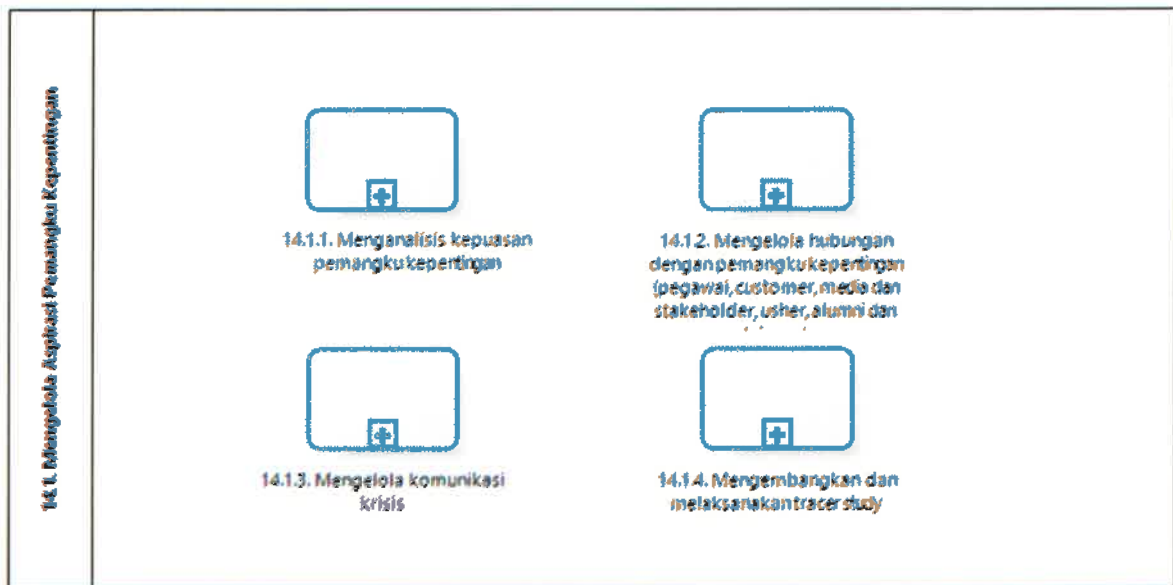 14.1. Mengelola Aspirasi Pemangku Kepentingan
14.1.1. Menganalisis kepuasan
pemangku kepentingan
14.1.2. Mengelola hubungan
dengan pemangku kepentingan
(pegawai, customer, media dan
stakeholder, usher, alumni dan
14.1.3. Mengelola komunikasi
krisis
14.1.4. Mengembangkan dan
melaksanakan tracer study